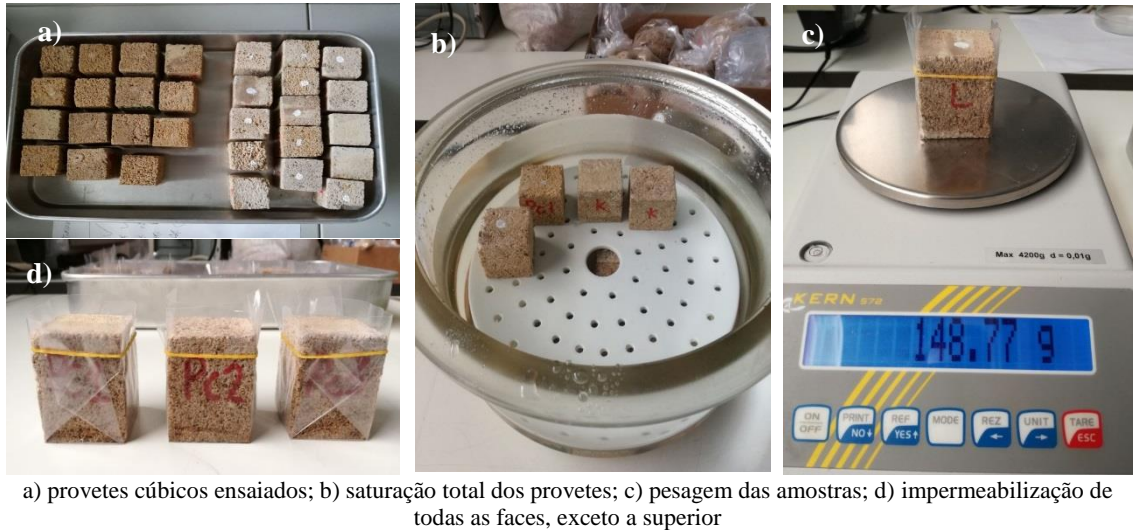 a)
b)
c)
d)
Pc1
K
K
L
Pc2
Max 4200g d = 0,01g
KERN 572
148.77 g
ON
OFF
PRINT
NO↓
REF
YES↑
MODE
REZ
←
UNIT
→
TARE
ESC
a) provetes cúbicos ensaiados; b) saturação total dos provetes; c) pesagem das amostras; d) impermeabilização de
todas as faces, exceto a superior